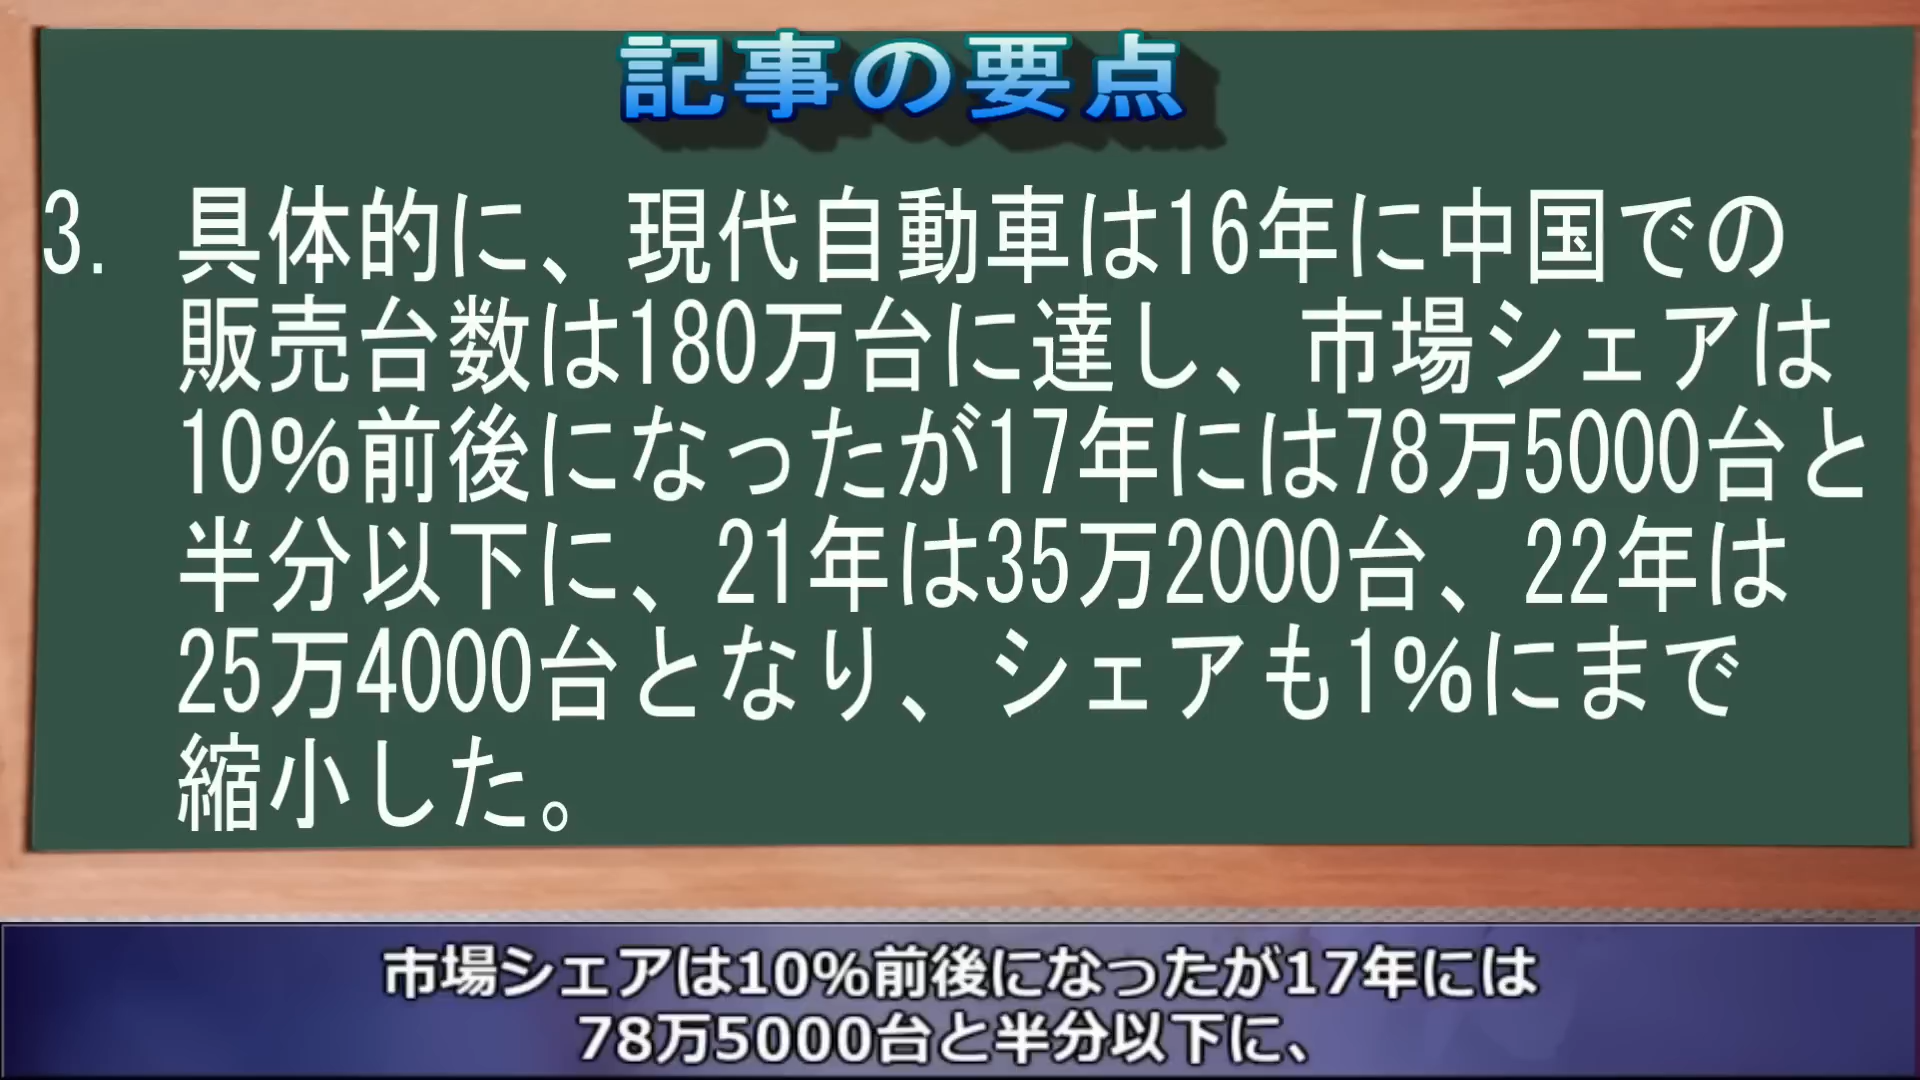 記事の要点
3. 具体的に、現代自動車は16年に中国での
販売台数は180万台に達し、市場シェアは
10%前後になったが17年には78万5000台と
半分以下に、21年は35万2000台、22年は
25万4000台となり、シェアも1%にまで
縮小した。
市場シェアは10%前後になったが17年には
78万5000台と半分以下に、